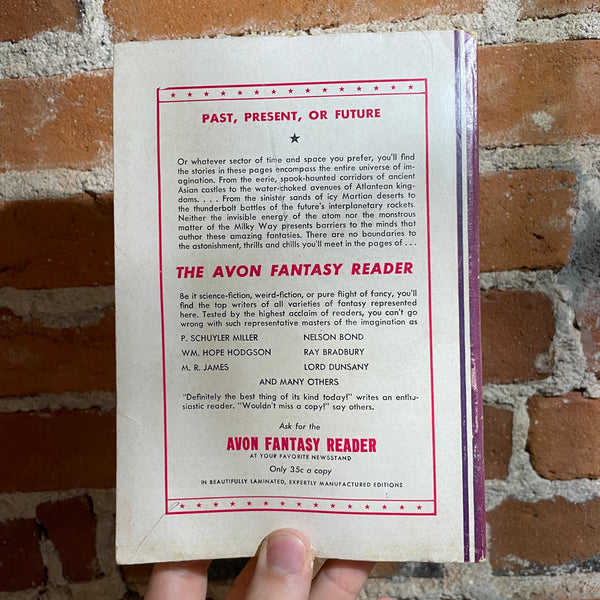 PAST, PRESENT, OR FUTURE
Or whatever sector of time and space you prefer, you'll find
the stories in these pages encompass the entire universe of im-
agination. From the eerie, spook-haunted corridors of ancient
Asian castles to the water-choked avenues of Atlantean king-
doms. . . . From the sinister sands of icy Martian deserts to
the thunderbolt battles of the future's interplanetary rockets.
Neither the invisible energy of the atom nor the monstrous
matter of the Milky Way presents barriers to the minds that
author these amazing fantasies. There are no boundaries to
the astonishment, thrills and chills you'll meet in the pages of . . .
THE AVON FANTASY READER
Be it science-fiction, weird-fiction, or pure flight of fancy, you'll
find the top writers of all varieties of fantasy represented
here. Tested by the highest acclaim of readers, you can't go
wrong with such representative masters of the imagination as
P. SCHUYLER MILLER NELSON BOND
WM. HOPE HODGSON RAY BRADBURY
M. R. JAMES LORD DUNSANY
AND MANY OTHERS
"Definitely the best thing of its kind today!" writes an enthu-
siastic reader. "Wouldn't miss a copy!" say others.
Ask for the
AVON FANTASY READER
AT YOUR FAVORITE NEWSSTAND
Only 35c a copy
IN BEAUTIFULLY LAMINATED, EXPERTLY MANUFACTURED EDITIONS